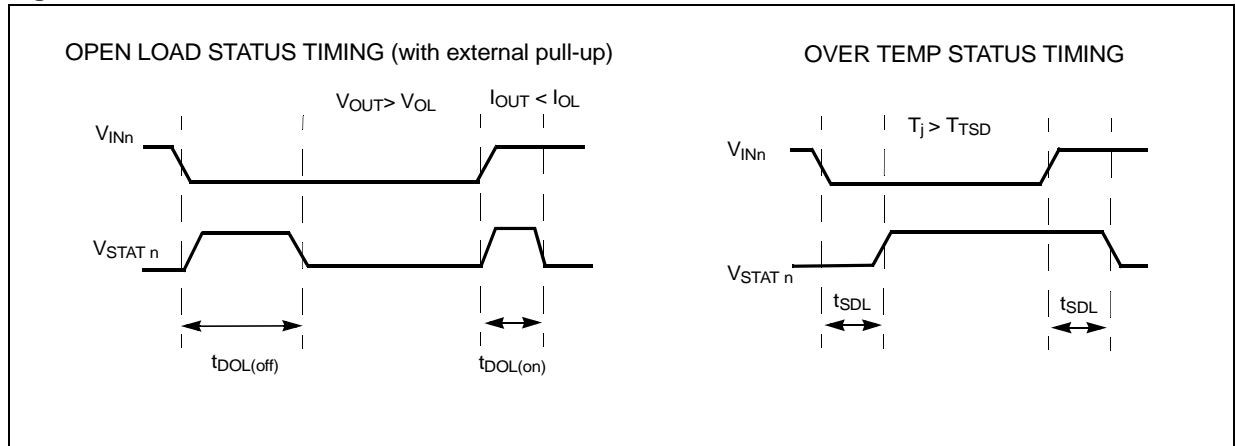 OPEN LOAD STATUS TIMING (with external pull-up)
VOUT> VOL
IOUT < IOL
VINn
VSTAT n
tDOL(off)
tDOL(on)
OVER TEMP STATUS TIMING
Tj > TTSD
VINn
VSTAT n
tSDL
tSDL